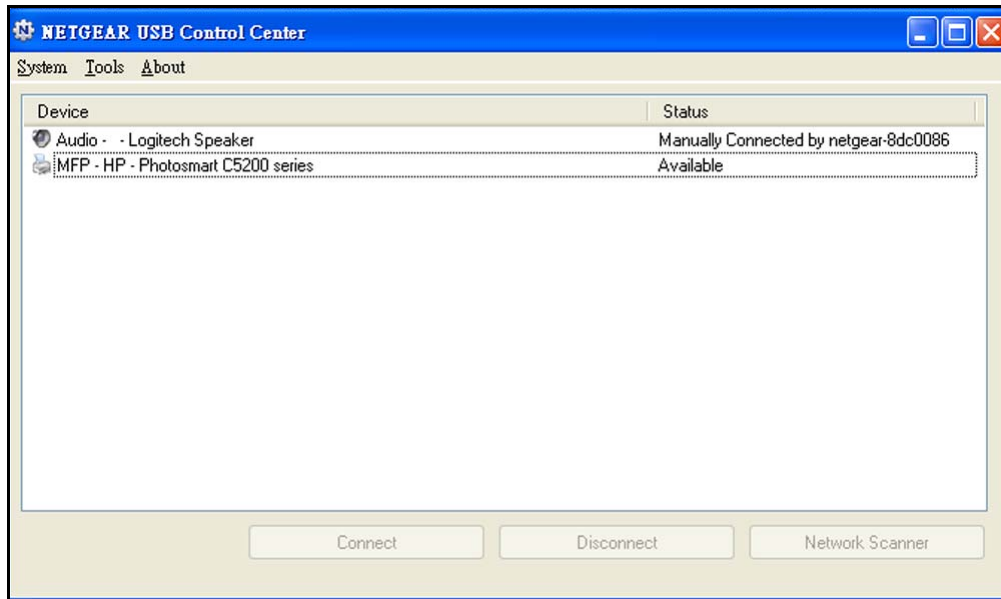 NETGEAR USB Control Center
System Tools About
Device Status
Audio - - Logitech Speaker Manually Connected by netgear-8dc0086
MFP - HP - Photosmart C5200 series Available
Connect Disconnect Network Scanner